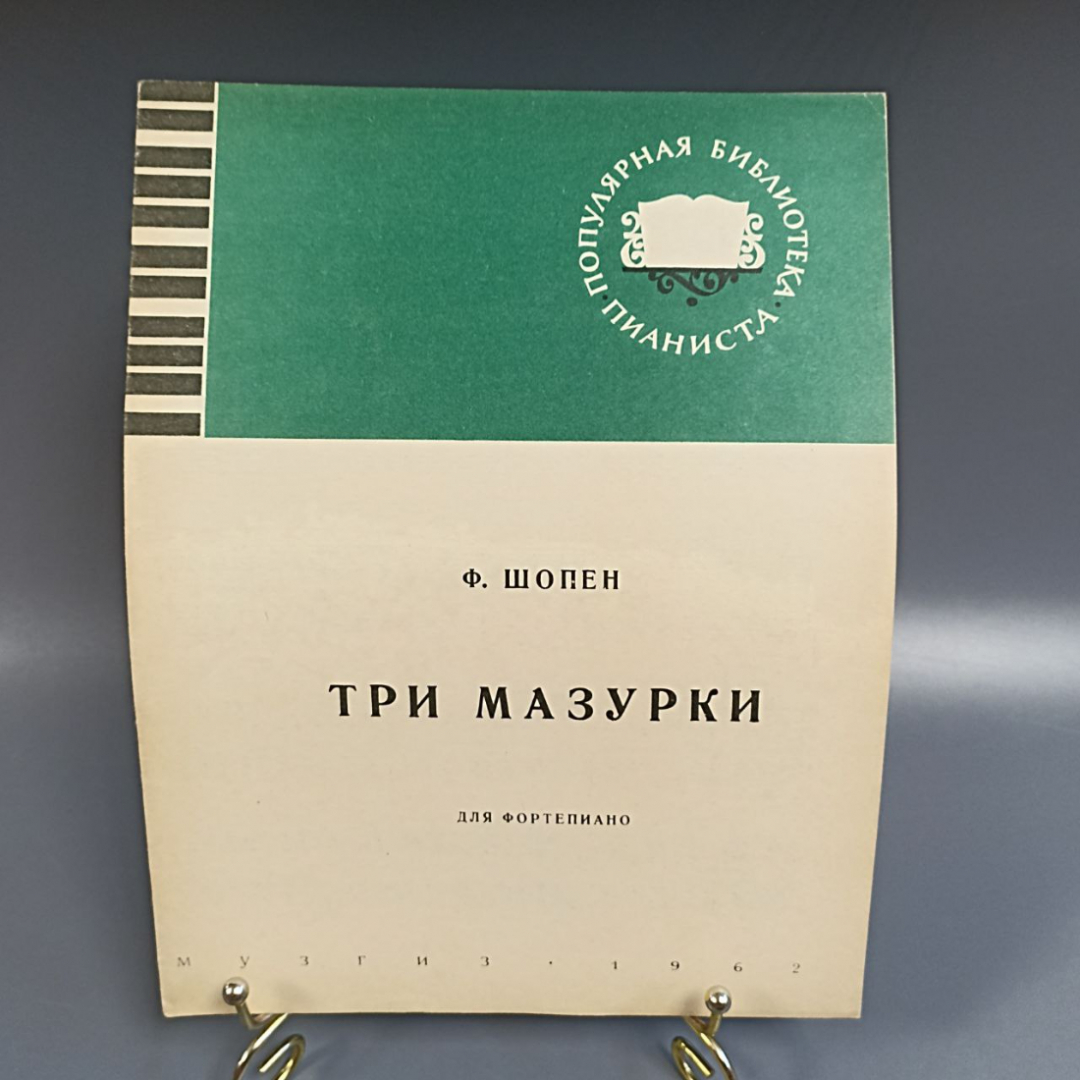 ПОПУЛЯРНАЯ БИБЛИОТЕКА · ПИАНИСТА ·
Ф. ШОПЕН
ТРИ МАЗУРКИ
ДЛЯ ФОРТЕПИАНО
МУЗГИЗ · 1962